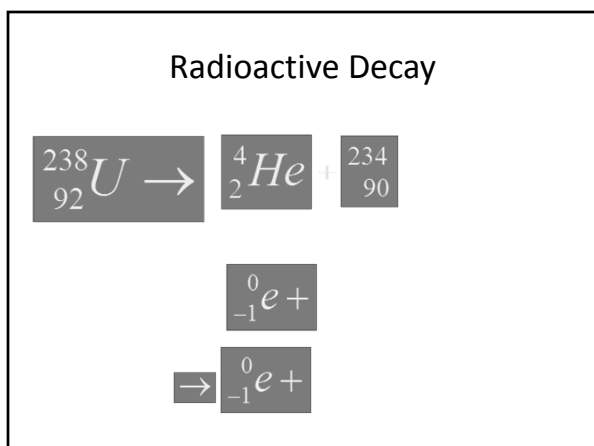 Radioactive Decay
²³⁸₉₂U → ⁴₂He + ²³⁴₉₀
⁰₋₁e +
→ ⁰₋₁e +